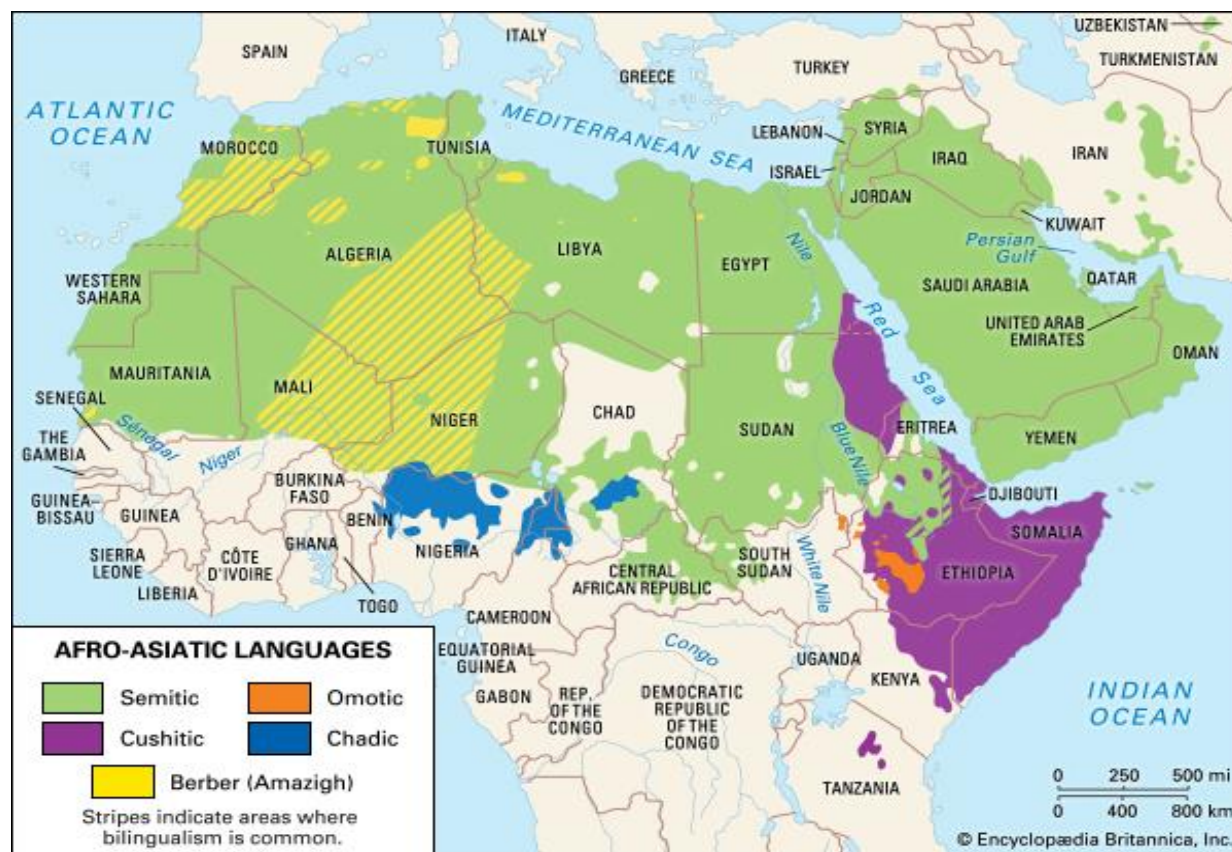 SPAIN
ITALY
GREECE
TURKEY
UZBEKISTAN
TURKMENISTAN
ATLANTIC
OCEAN
MEDITERRANEAN SEA
LEBANON
SYRIA
ISRAEL
IRAQ
IRAN
JORDAN
KUWAIT
MOROCCO
TUNISIA
ALGERIA
LIBYA
EGYPT
Nile
Persian
Gulf
QATAR
SAUDI ARABIA
UNITED ARAB
EMIRATES
OMAN
WESTERN
SAHARA
Red
Sea
MAURITANIA
MALI
NIGER
CHAD
SUDAN
ERITREA
YEMEN
SENEGAL
Sénégal
THE
GAMBIA
Niger
Blue Nile
DJIBOUTI
GUINEA–
BISSAU
GUINEA
BURKINA
FASO
BENIN
NIGERIA
SOMALIA
SIERRA
LEONE
CÔTE
D'IVOIRE
GHANA
LIBERIA
TOGO
CENTRAL
AFRICAN REPUBLIC
SOUTH
SUDAN
White Nile
ETHIOPIA
CAMEROON
EQUATORIAL
GUINEA
GABON
REP.
OF THE
CONGO
Congo
DEMOCRATIC
REPUBLIC
OF THE
CONGO
UGANDA
KENYA
TANZANIA
INDIAN
OCEAN
AFRO-ASIATIC LANGUAGES
Semitic
Omotic
Cushitic
Chadic
Berber (Amazigh)
Stripes indicate areas where
bilingualism is common.
0 250 500 mi
0 400 800 km
© Encyclopædia Britannica, Inc.